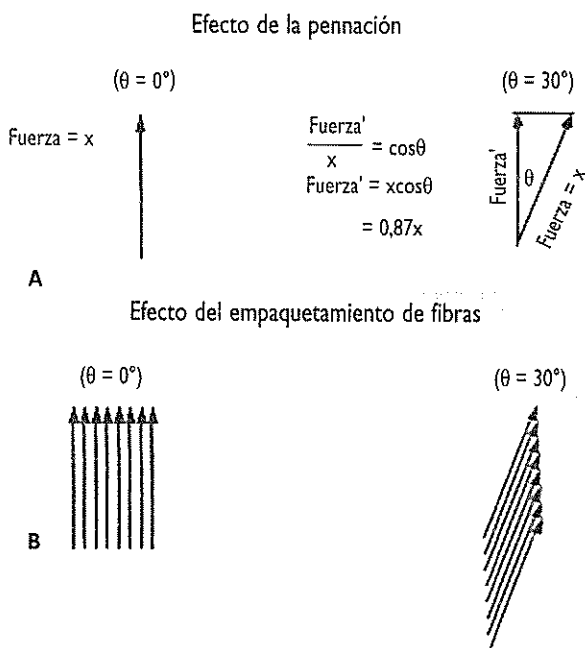 Efecto de la pennación
(θ = 0°)
Fuerza = x
Fuerza'
x
= cosθ
Fuerza' = xcosθ
= 0,87x
(θ = 30°)
Fuerza'
θ
Fuerza = x
A
Efecto del empaquetamiento de fibras
(θ = 0°)
(θ = 30°)
B